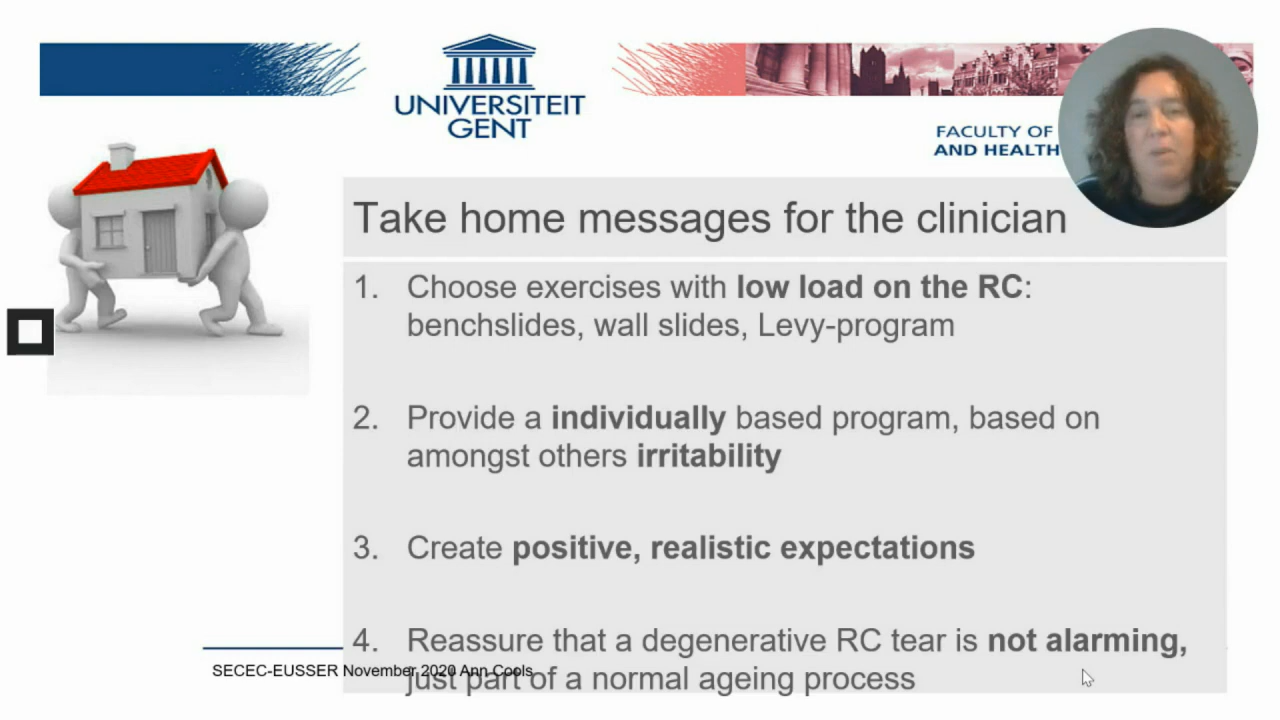 UNIVERSITEIT
GENT
FACULTY OF
AND HEALTH
Take home messages for the clinician
1. Choose exercises with low load on the RC:
benchslides, wall slides, Levy-program
2. Provide a individually based program, based on
amongst others irritability
3. Create positive, realistic expectations
4. Reassure that a degenerative RC tear is not alarming,
just part of a normal ageing process
SECEC-EUSSER November 2020 Ann Cools